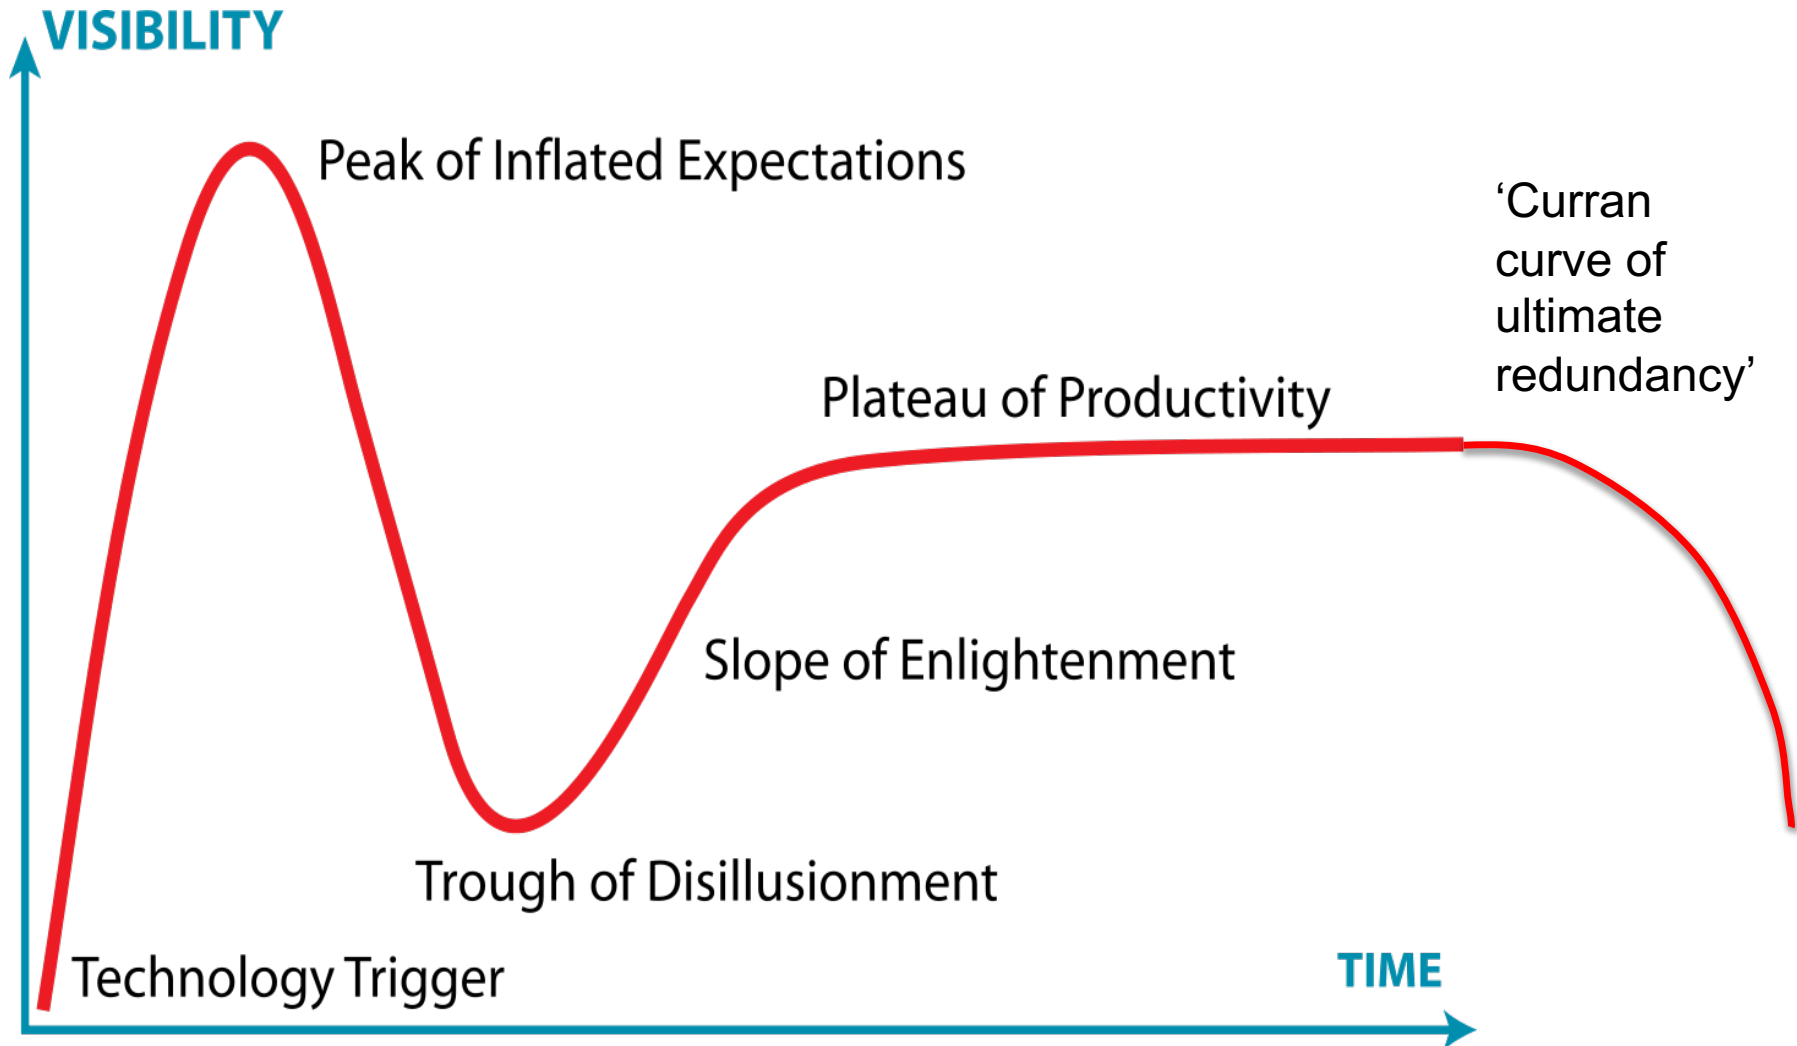 VISIBILITY
Peak of Inflated Expectations
‘Curran
curve of
ultimate
redundancy’
Plateau of Productivity
Slope of Enlightenment
Trough of Disillusionment
Technology Trigger
TIME